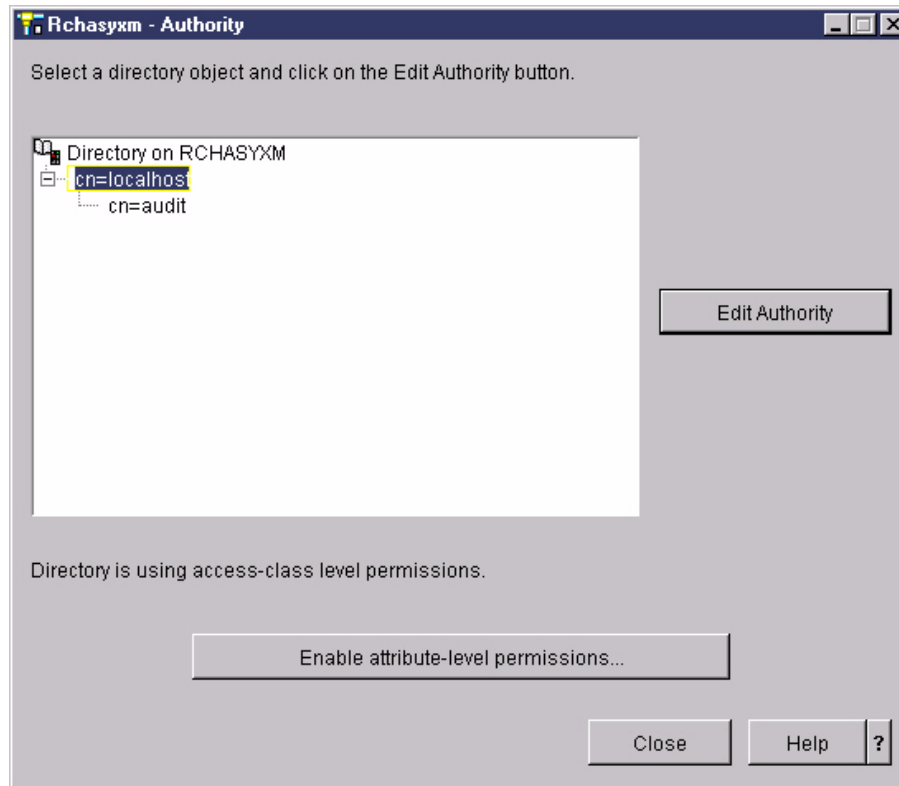 Rchasyxm - Authority
Select a directory object and click on the Edit Authority button.
Directory on RCHASYXM
cn=localhost
cn=audit
Edit Authority
Directory is using access-class level permissions.
Enable attribute-level permissions...
Close
Help
?